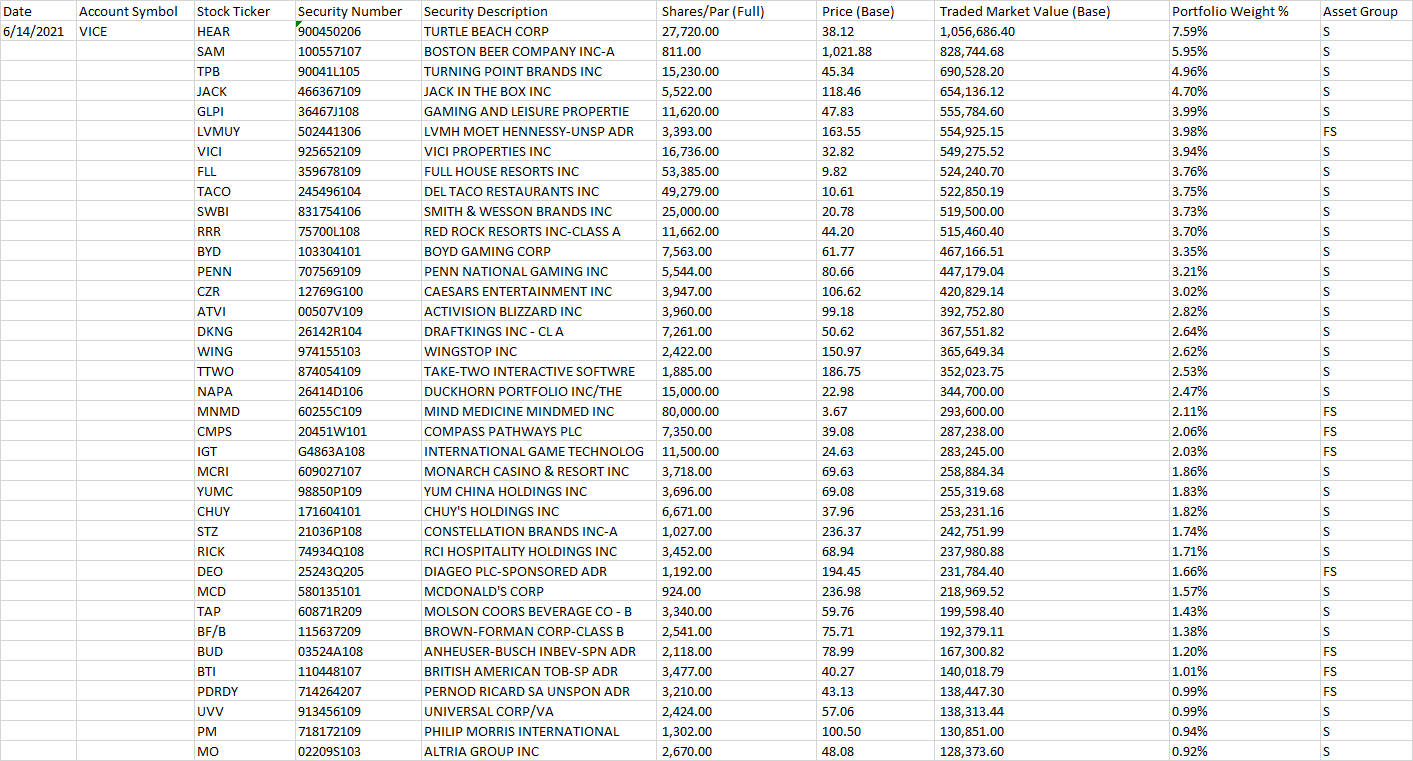 Date Account Symbol Stock Ticker Security Number Security Description Shares/Par (Full) Price (Base) Traded Market Value (Base) Portfolio Weight % Asset Group
6/14/2021 VICE HEAR 900450206 TURTLE BEACH CORP 27,720.00 38.12 1,056,686.40 7.59% S
SAM 100557107 BOSTON BEER COMPANY INC-A 811.00 1,021.88 828,744.68 5.95% S
TPB 90041L105 TURNING POINT BRANDS INC 15,230.00 45.34 690,528.20 4.96% S
JACK 466367109 JACK IN THE BOX INC 5,522.00 118.46 654,136.12 4.70% S
GLPI 36467J108 GAMING AND LEISURE PROPERTIE 11,620.00 47.83 555,784.60 3.99% S
LVMUY 502441306 LVMH MOET HENNESSY-UNSP ADR 3,393.00 163.55 554,925.15 3.98% FS
VICI 925652109 VICI PROPERTIES INC 16,736.00 32.82 549,275.52 3.94% S
FLL 359678109 FULL HOUSE RESORTS INC 53,385.00 9.82 524,240.70 3.76% S
TACO 245496104 DEL TACO RESTAURANTS INC 49,279.00 10.61 522,850.19 3.75% S
SWBI 831754106 SMITH & WESSON BRANDS INC 25,000.00 20.78 519,500.00 3.73% S
RRR 75700L108 RED ROCK RESORTS INC-CLASS A 11,662.00 44.20 515,460.40 3.70% S
BYD 103304101 BOYD GAMING CORP 7,563.00 61.77 467,166.51 3.35% S
PENN 707569109 PENN NATIONAL GAMING INC 5,544.00 80.66 447,179.04 3.21% S
CZR 12769G100 CAESARS ENTERTAINMENT INC 3,947.00 106.62 420,829.14 3.02% S
ATVI 00507V109 ACTIVISION BLIZZARD INC 3,960.00 99.18 392,752.80 2.82% S
DKNG 26142R104 DRAFTKINGS INC - CL A 7,261.00 50.62 367,551.82 2.64% S
WING 974155103 WINGSTOP INC 2,422.00 150.97 365,649.34 2.62% S
TTWO 874054109 TAKE-TWO INTERACTIVE SOFTWRE 1,885.00 186.75 352,023.75 2.53% S
NAPA 26414D106 DUCKHORN PORTFOLIO INC/THE 15,000.00 22.98 344,700.00 2.47% S
MNMD 60255C109 MIND MEDICINE MINDMED INC 80,000.00 3.67 293,600.00 2.11% FS
CMPS 20451W101 COMPASS PATHWAYS PLC 7,350.00 39.08 287,238.00 2.06% FS
IGT G4863A108 INTERNATIONAL GAME TECHNOLOG 11,500.00 24.63 283,245.00 2.03% FS
MCRI 609027107 MONARCH CASINO & RESORT INC 3,718.00 69.63 258,884.34 1.86% S
YUMC 98850P109 YUM CHINA HOLDINGS INC 3,696.00 69.08 255,319.68 1.83% S
CHUY 171604101 CHUY'S HOLDINGS INC 6,671.00 37.96 253,231.16 1.82% S
STZ 21036P108 CONSTELLATION BRANDS INC-A 1,027.00 236.37 242,751.99 1.74% S
RICK 74934Q108 RCI HOSPITALITY HOLDINGS INC 3,452.00 68.94 237,980.88 1.71% S
DEO 25243Q205 DIAGEO PLC-SPONSORED ADR 1,192.00 194.45 231,784.40 1.66% FS
MCD 580135101 MCDONALD'S CORP 924.00 236.98 218,969.52 1.57% S
TAP 60871R209 MOLSON COORS BEVERAGE CO - B 3,340.00 59.76 199,598.40 1.43% S
BF/B 115637209 BROWN-FORMAN CORP-CLASS B 2,541.00 75.71 192,379.11 1.38% S
BUD 03524A108 ANHEUSER-BUSCH INBEV-SPN ADR 2,118.00 78.99 167,300.82 1.20% FS
BTI 110448107 BRITISH AMERICAN TOB-SP ADR 3,477.00 40.27 140,018.79 1.01% FS
PDRDY 714264207 PERNOD RICARD SA UNSPON ADR 3,210.00 43.13 138,447.30 0.99% FS
UVV 913456109 UNIVERSAL CORP/VA 2,424.00 57.06 138,313.44 0.99% S
PM 718172109 PHILIP MORRIS INTERNATIONAL 1,302.00 100.50 130,851.00 0.94% S
MO 02209S103 ALTRIA GROUP INC 2,670.00 48.08 128,373.60 0.92% S